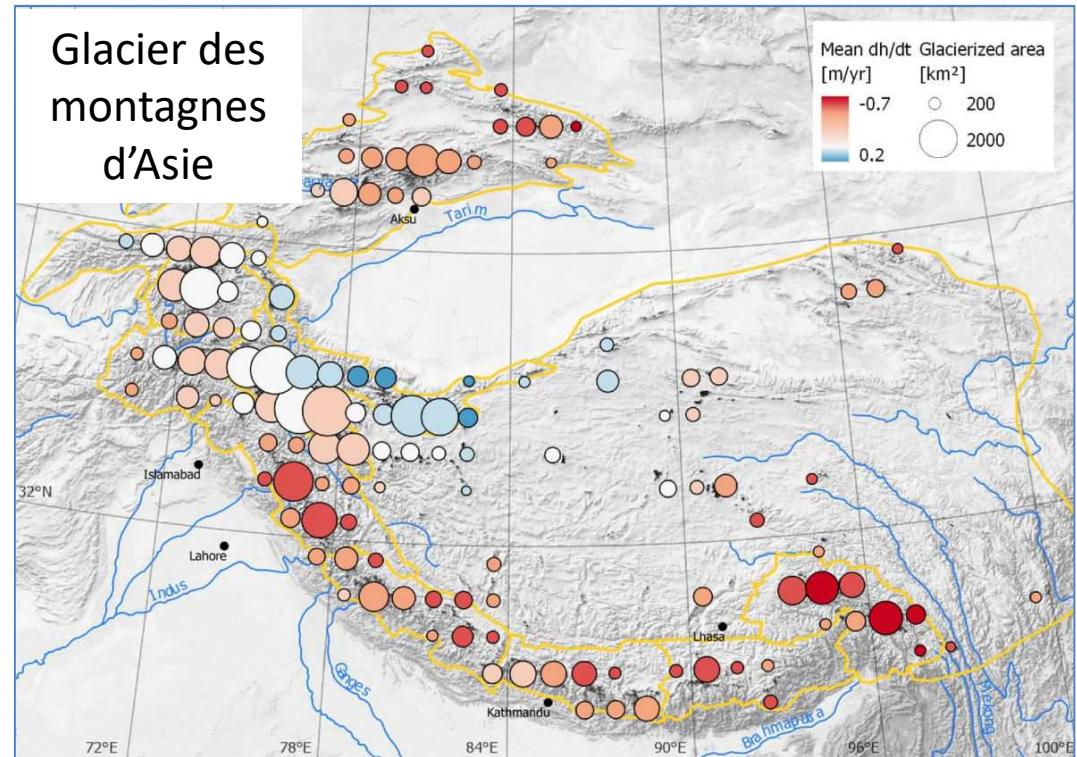 Glacier des
montagnes
d’Asie
Mean dh/dt Glacierized area
[m/yr] [km²]
-0.7 200
0.2 2000
Aksu
Tarim
Islamabad
32°N
Lahore
Indus
Ganges
Lhasa
Kathmandu
Brahmapura
Mekong
72°E 78°E 84°E 90°E 96°E 100°E